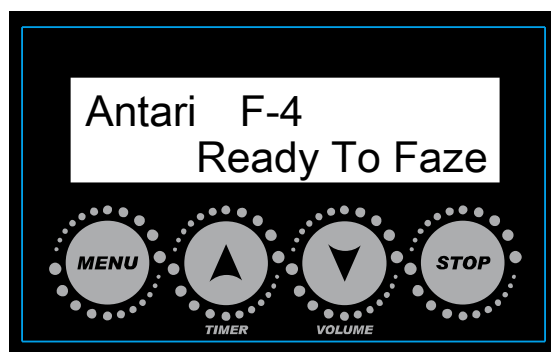 Antari F-4
Ready To Faze
MENU
STOP
TIMER
VOLUME